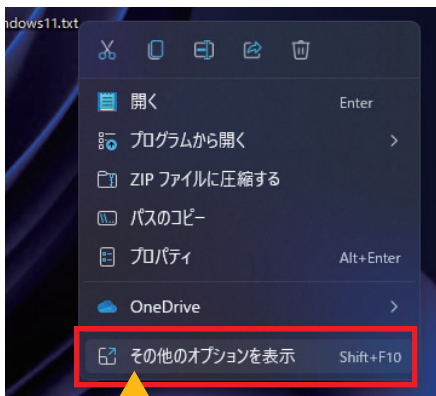 ndows11.txt
開く Enter
プログラムから開く
ZIP ファイルに圧縮する
パスのコピー
プロパティ Alt+Enter
OneDrive
その他のオプションを表示 Shift+F10